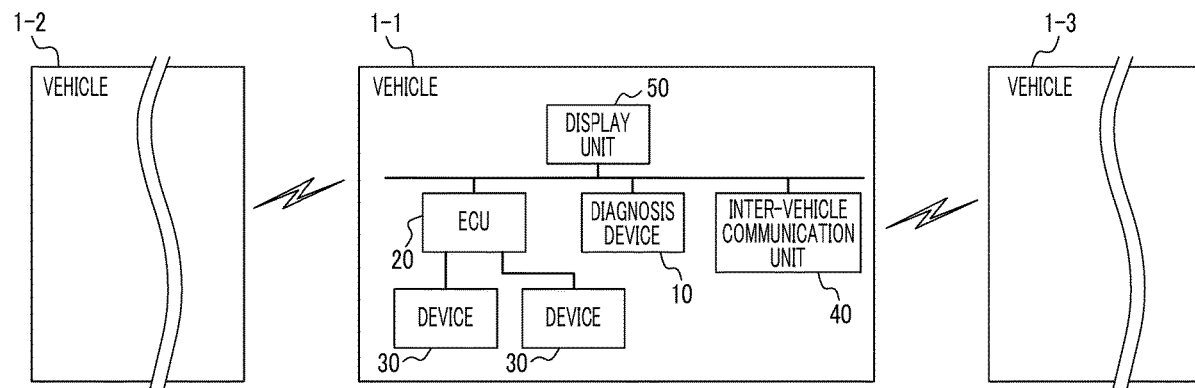 1-2
1-1
1-3
VEHICLE
VEHICLE
VEHICLE
50
DISPLAY
UNIT
ECU
20
DIAGNOSIS
DEVICE
10
INTER-VEHICLE
COMMUNICATION
UNIT
40
DEVICE
30
DEVICE
30